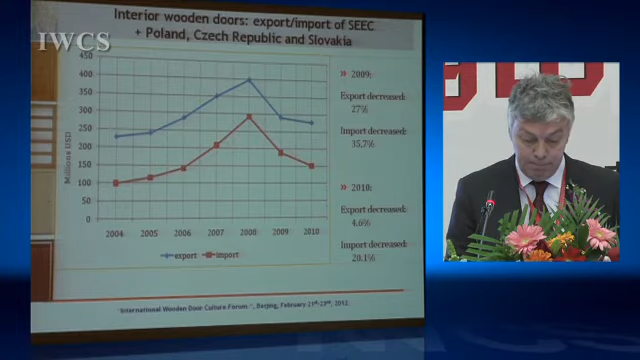 IWCS
Interior wooden doors: export/import of SEEC
+ Poland, Czech Republic and Slovakia
450
400
350
300
250
200
150
100
50
0
Millions USD
2004 2005 2006 2007 2008 2009 2010
export import
» 2009:
Export decreased:
27%
Import decreased:
35,7%
» 2010:
Export decreased:
4.6%
Import decreased:
20.1%
"International Wooden Door Culture Forum", Beijing, February 21st-23rd, 2012.
IWCS